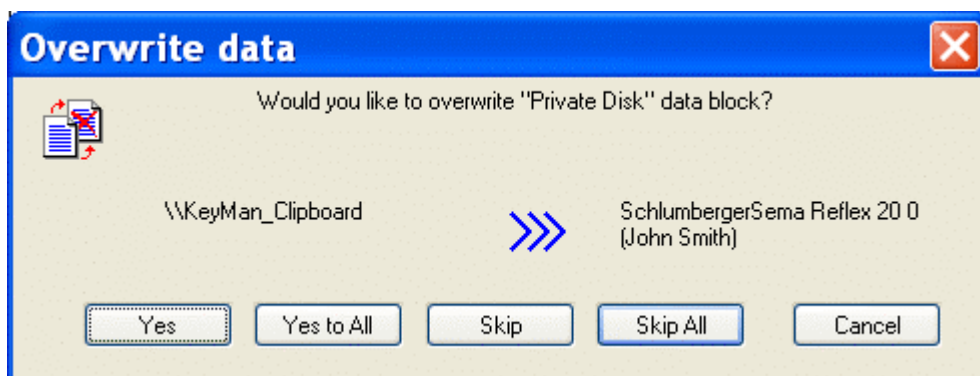 Overwrite data
Would you like to overwrite "Private Disk" data block?
\\KeyMan_Clipboard
SchlumbergerSema Reflex 20 0
(John Smith)
Yes
Yes to All
Skip
Skip All
Cancel